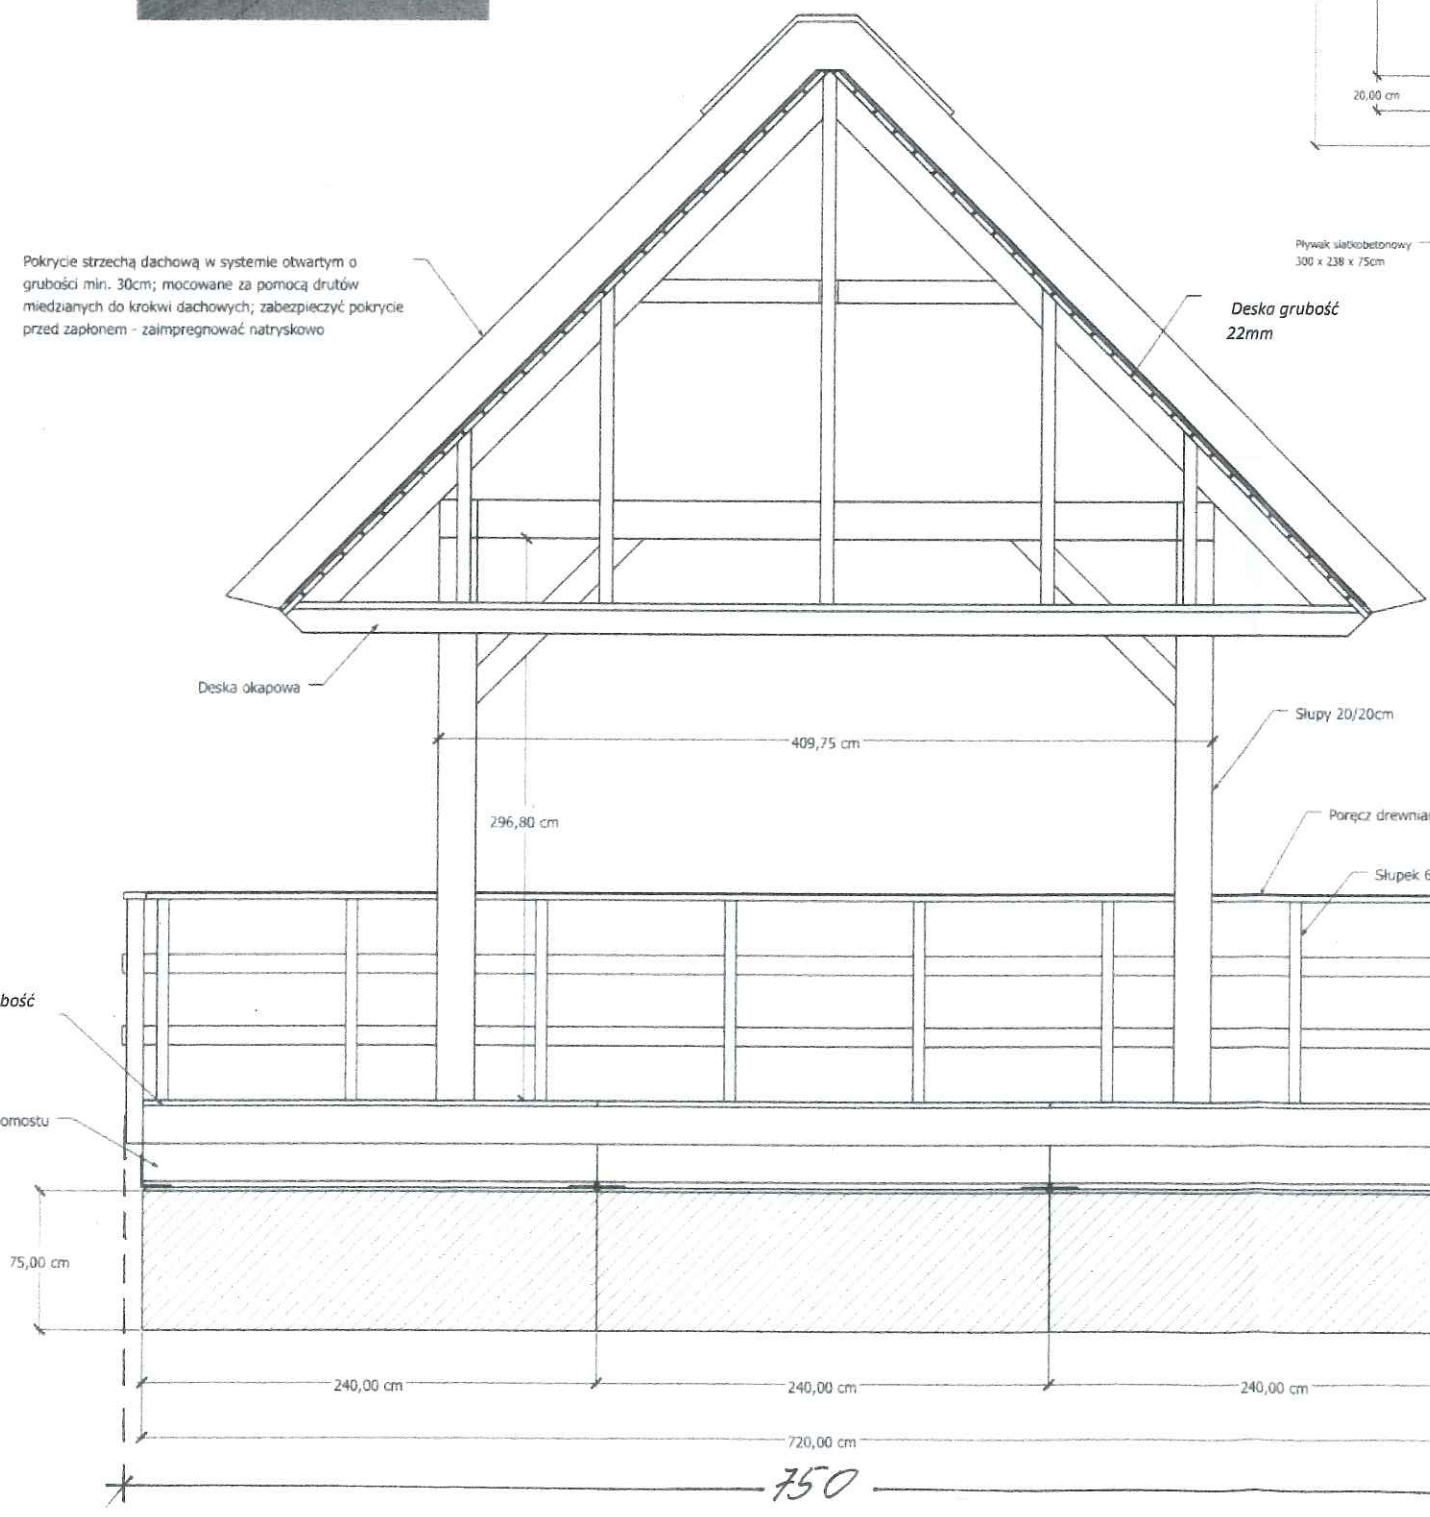 20,00 cm
Pokrycie strzechą dachową w systemie otwartym o
grubości min. 30cm; mocowane za pomocą drutów
miedzianych do krokwi dachowych; zabezpieczyć pokrycie
przed zapłonem - zaimpregnować natryskowo
Pływak siatkobetonowy
300 x 238 x 75cm
Deska grubość
22mm
Deska okapowa
Słupy 20/20cm
409,75 cm
296,80 cm
Poręcz drewnia
Słupek 6
bość
omostu
75,00 cm
240,00 cm
240,00 cm
240,00 cm
720,00 cm
750